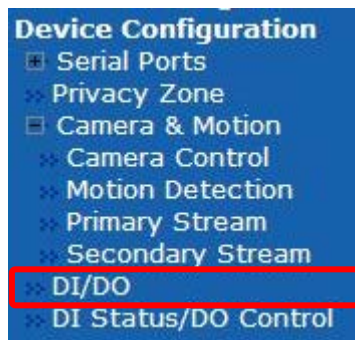 Device Configuration
Serial Ports
Privacy Zone
Camera & Motion
Camera Control
Motion Detection
Primary Stream
Secondary Stream
DI/DO
DI Status/DO Control